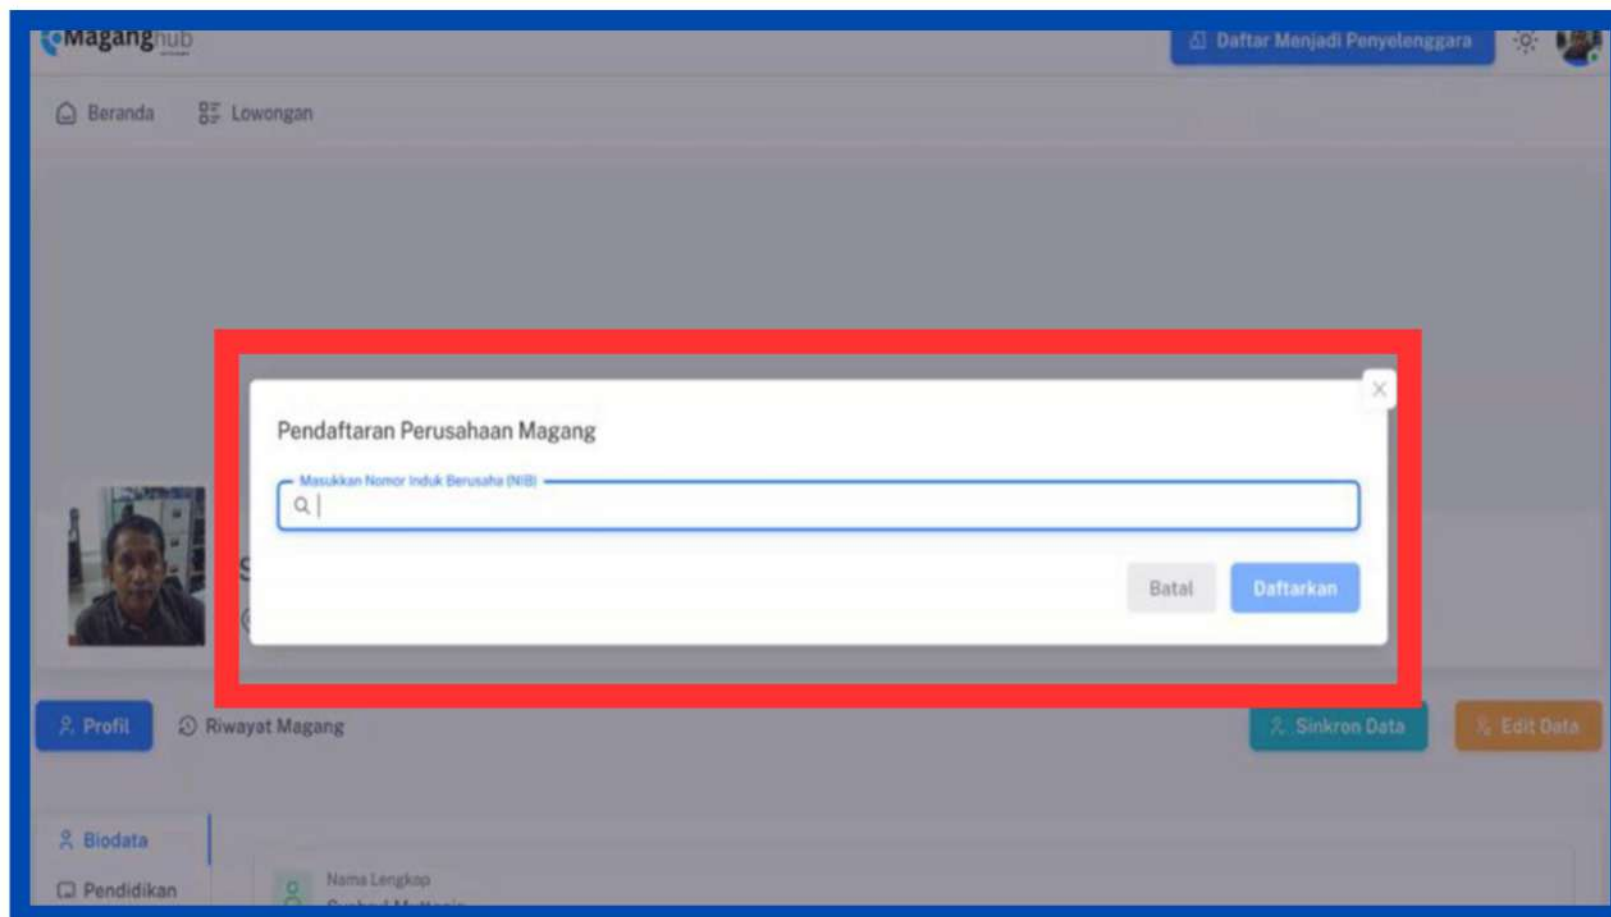 Maganghub
Daftar Menjadi Penyelenggara
Beranda
Lowongan
Pendaftaran Perusahaan Magang
Masukkan Nomor Induk Berusaha (NIB)
Batal
Daftarkan
S
Profil
Riwayat Magang
Sinkron Data
Edit Data
Biodata
Pendidikan
Nama Lengkap